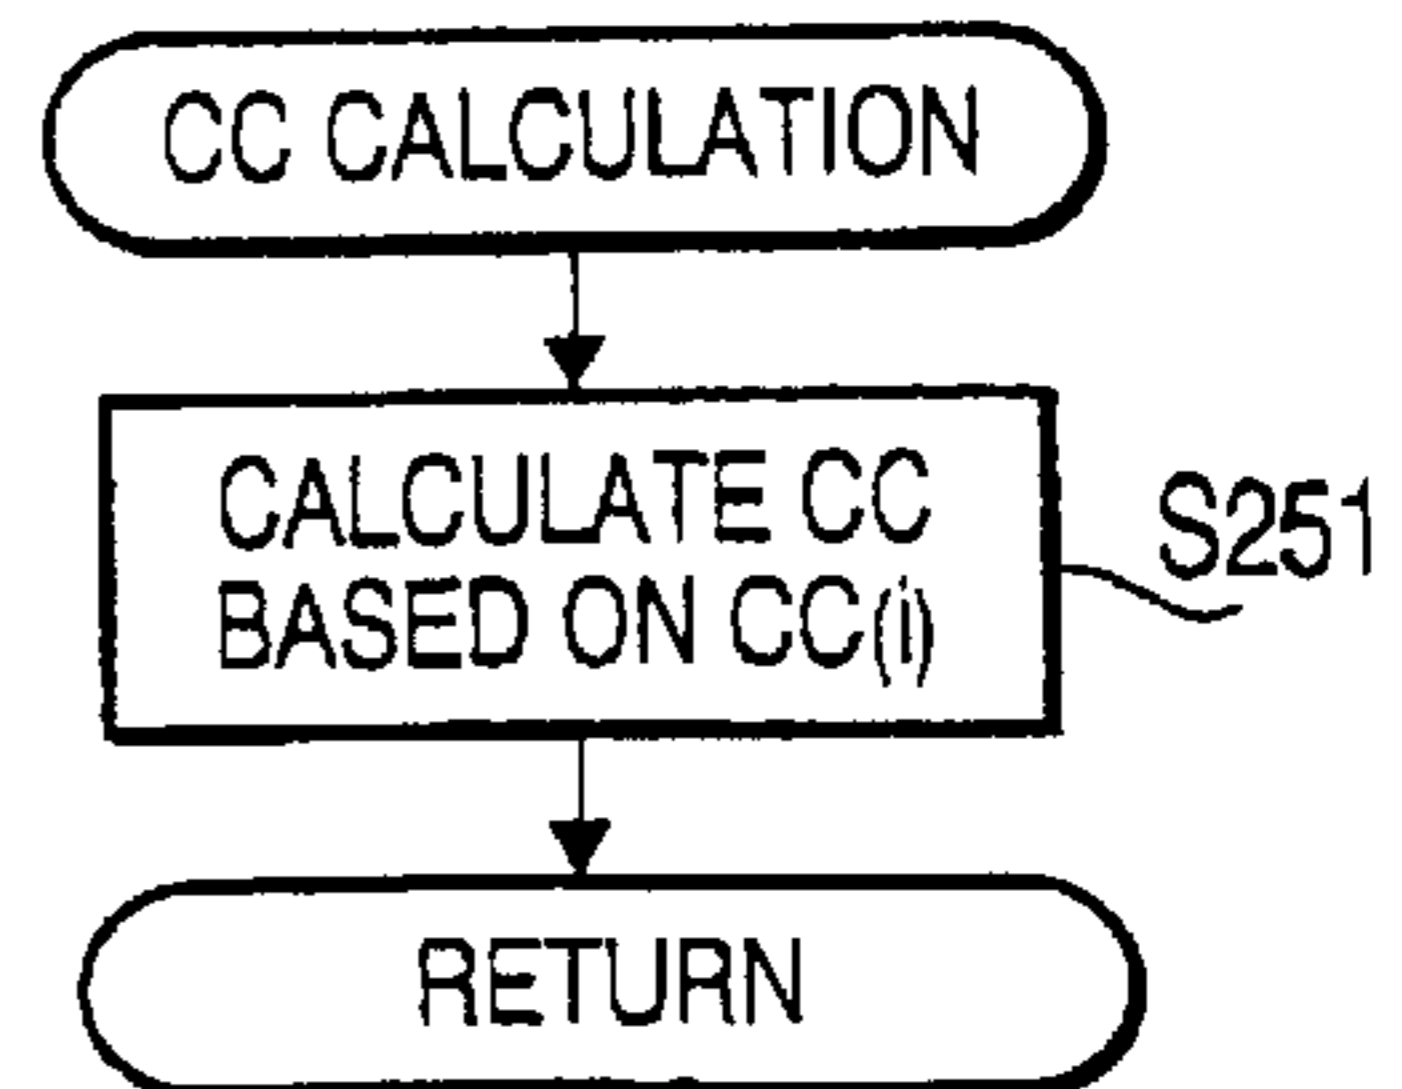 CC CALCULATION
CALCULATE CC
BASED ON CC(i)
S251
RETURN